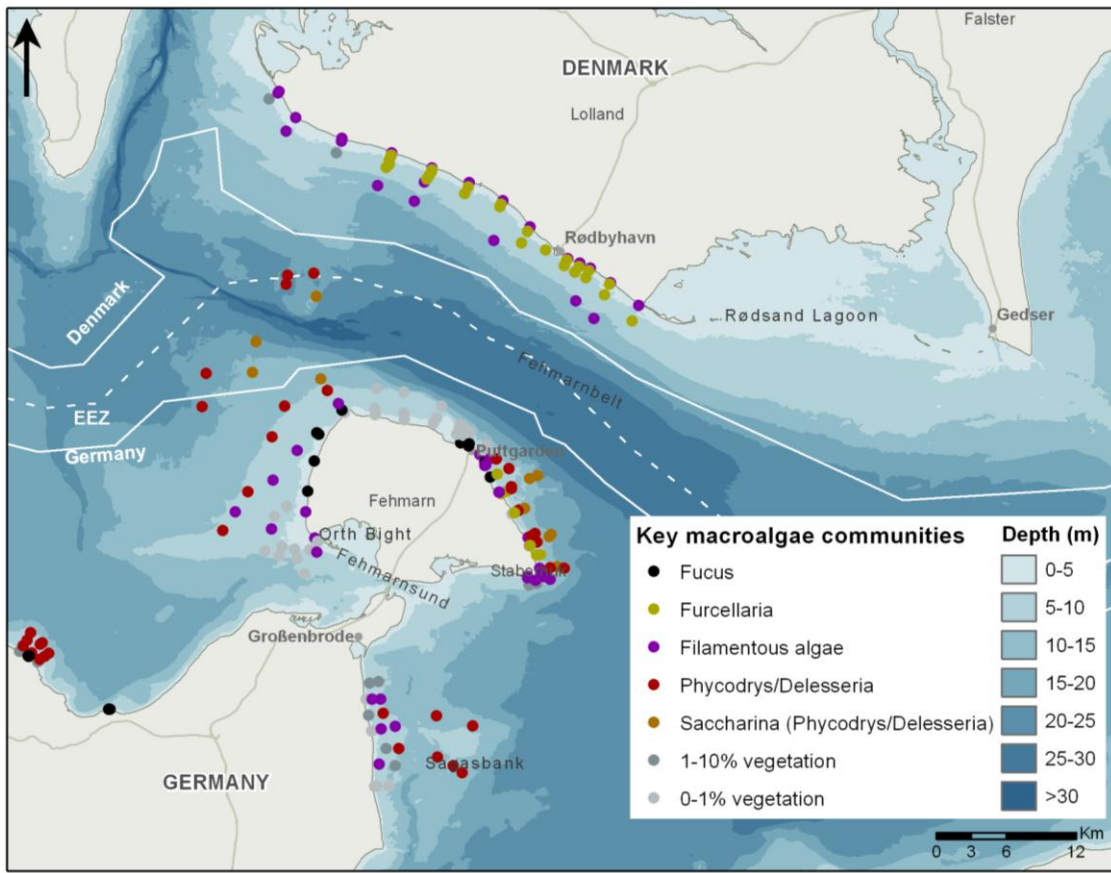 Falster
DENMARK
Lolland
Rødbyhavn
Rødsand Lagoon
Gedser
Denmark
Fehmarnbelt
EEZ
Germany
Puttgarden
Fehmarn
Orth Bight
Fehmarnsund
Großenbrode
Sagasbank
GERMANY
Key macroalgae communities
Fucus
Furcellaria
Filamentous algae
Phycodrys/Delesseria
Saccharina (Phycodrys/Delesseria)
1-10% vegetation
0-1% vegetation
Depth (m)
0-5
5-10
10-15
15-20
20-25
25-30
>30
Km
0 3 6 12